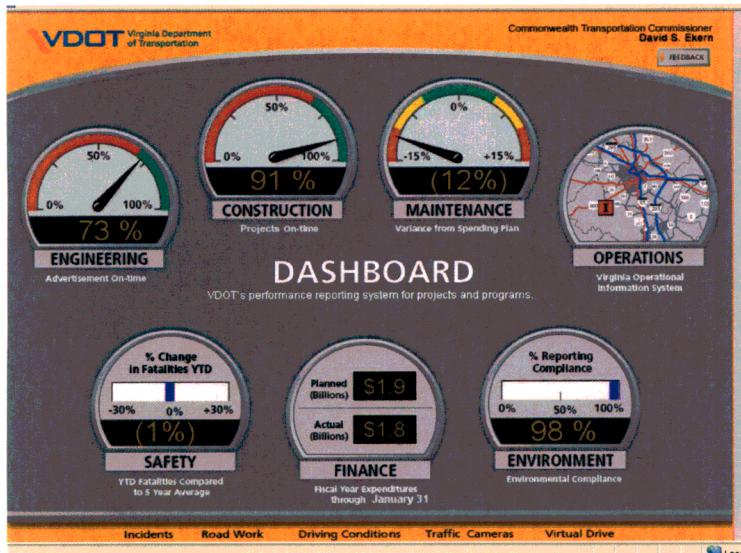 VDOT Virginia Department
of Transportation
Commonwealth Transportation Commissioner
David S. Ekern
FEEDBACK
50%
0% 100%
73 %
ENGINEERING
Advertisement On-time
50%
0% 100%
91 %
CONSTRUCTION
Projects On-time
0%
-15% +15%
(12%)
MAINTENANCE
Variance from Spending Plan
OPERATIONS
Virginia Operational
Information System
DASHBOARD
VDOT's performance reporting system for projects and programs.
% Change
in Fatalities YTD
-30% 0% +30%
(1%)
SAFETY
YTD Fatalities Compared
to 5 Year Average
Planned
(Billions) $1.9
Actual
(Billions) $1.8
FINANCE
Fiscal Year Expenditures
through January 31
% Reporting
Compliance
0% 50% 100%
98 %
ENVIRONMENT
Environmental Compliance
Incidents Road Work Driving Conditions Traffic Cameras Virtual Drive